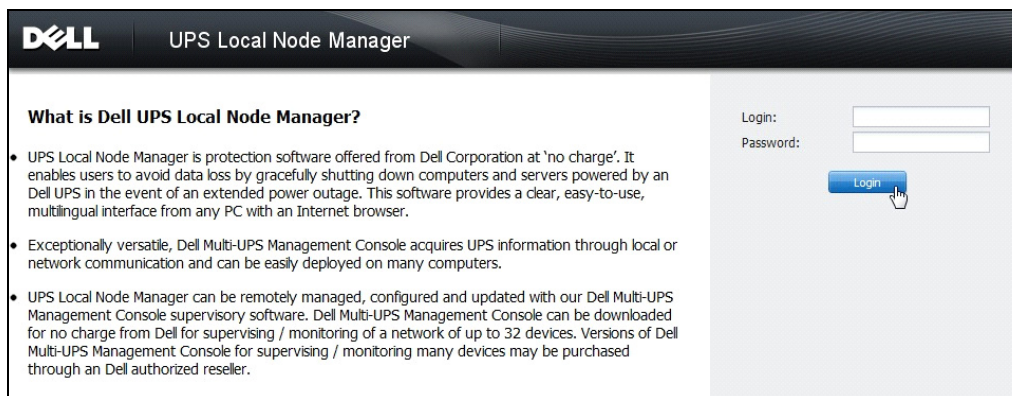 DELL
UPS Local Node Manager
What is Dell UPS Local Node Manager?
• UPS Local Node Manager is protection software offered from Dell Corporation at ‘no charge’. It
enables users to avoid data loss by gracefully shutting down computers and servers powered by an
Dell UPS in the event of an extended power outage. This software provides a clear, easy-to-use,
multilingual interface from any PC with an Internet browser.
• Exceptionally versatile, Dell Multi-UPS Management Console acquires UPS information through local or
network communication and can be easily deployed on many computers.
• UPS Local Node Manager can be remotely managed, configured and updated with our Dell Multi-UPS
Management Console supervisory software. Dell Multi-UPS Management Console can be downloaded
for no charge from Dell for supervising / monitoring of a network of up to 32 devices. Versions of Dell
Multi-UPS Management Console for supervising / monitoring many devices may be purchased
through an Dell authorized reseller.
Login:
Password:
Login